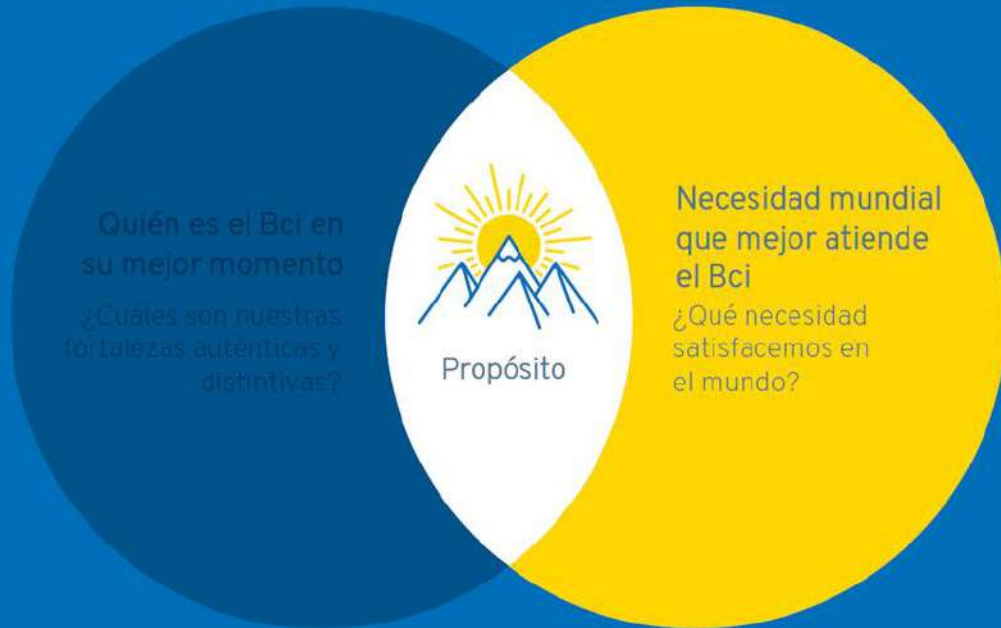 Quién es el Bci en
su mejor momento
¿Cuáles son nuestras
fortalezas auténticas y
distintivas?
Propósito
Necesidad mundial
que mejor atiende
el Bci
¿Qué necesidad
satisfacemos en
el mundo?